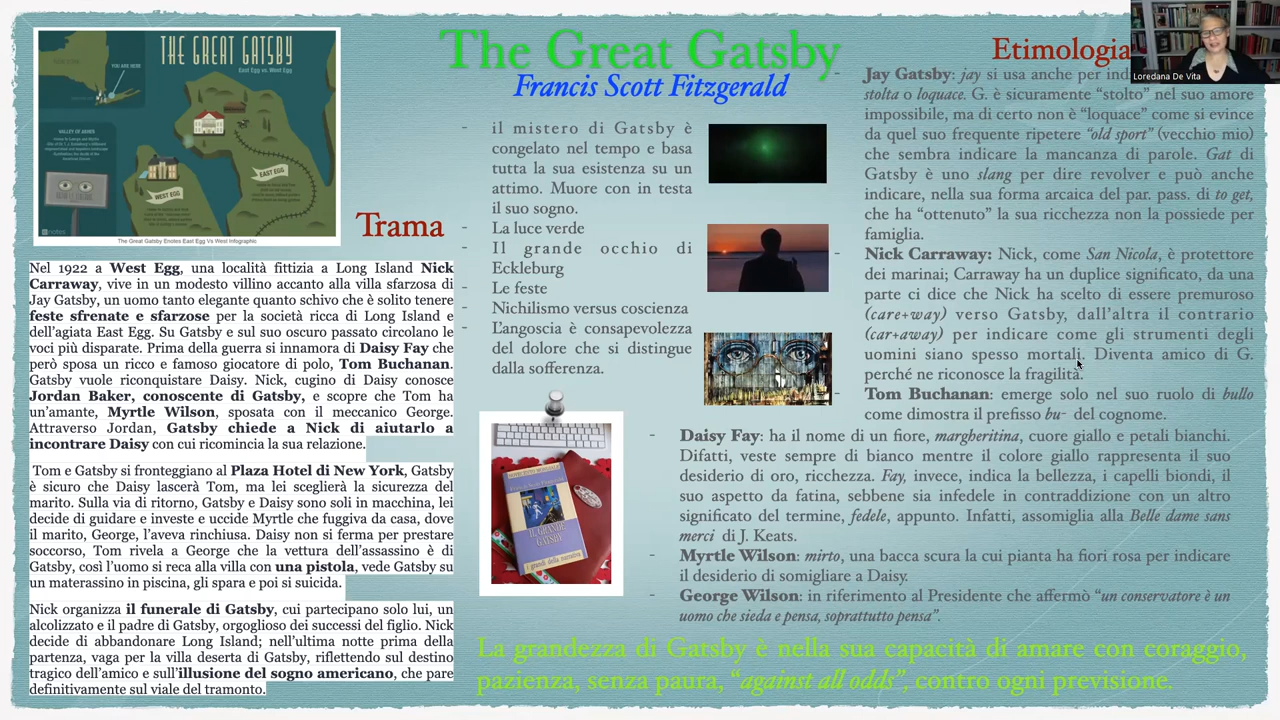 THE GREAT GATSBY
East Egg vs. West Egg
YOU ARE HERE
VALLEY OF ASHES
EAST EGG
WEST EGG
enotes
The Great Gatsby Enotes East Egg Vs West Infographic
Trama
Nel 1922 a West Egg, una località fittizia a Long Island Nick
Carraway, vive in un modesto villino accanto alla villa sfarzosa di
Jay Gatsby, un uomo tanto elegante quanto schivo che è solito tenere
feste sfrenate e sfarzose per la società ricca di Long Island e
dell'agiata East Egg. Su Gatsby e sul suo oscuro passato circolano le
voci più disparate. Prima della guerra si innamora di Daisy Fay che
però sposa un ricco e famoso giocatore di polo, Tom Buchanan.
Gatsby vuole riconquistare Daisy. Nick, cugino di Daisy conosce
Jordan Baker, conoscente di Gatsby, e scopre che Tom ha
un'amante, Myrtle Wilson, sposata con il meccanico George.
Attraverso Jordan, Gatsby chiede a Nick di aiutarlo a
incontrare Daisy con cui ricomincia la sua relazione.
Tom e Gatsby si fronteggiano al Plaza Hotel di New York, Gatsby
è sicuro che Daisy lascerà Tom, ma lei sceglierà la sicurezza del
marito. Sulla via di ritorno, Gatsby e Daisy sono soli in macchina, lei
decide di guidare e investe e uccide Myrtle che fuggiva da casa, dove
il marito, George, l'aveva rinchiusa. Daisy non si ferma per prestare
soccorso, Tom rivela a George che la vettura dell'assassino è di
Gatsby, così l'uomo si reca alla villa con una pistola, vede Gatsby su
un materassino in piscina, gli spara e poi si suicida.
Nick organizza il funerale di Gatsby, cui partecipano solo lui, un
alcolizzato e il padre di Gatsby, orgoglioso dei successi del figlio. Nick
decide di abbandonare Long Island; nell'ultima notte prima della
partenza, vaga per la villa deserta di Gatsby, riflettendo sul destino
tragico dell'amico e sull'illusione del sogno americano, che pare
definitivamente sul viale del tramonto.
The Great Gatsby
Francis Scott Fitzgerald
- il mistero di Gatsby è
congelato nel tempo e basa
tutta la sua esistenza su un
attimo. Muore con in testa
il suo sogno.
- La luce verde
- Il grande occhio di
Eckleburg
- Le feste
- Nichilismo versus coscienza
- L'angoscia è consapevolezza
del dolore che si distingue
dalla sofferenza.
IL GRANDE
GATSBY
i grandi della narrativa
Etimologia
Loredana De Vita
- Jay Gatsby: jay si usa anche per ind
stolta o loquace. G. è sicuramente "stolto" nel suo amore
impossibile, ma di certo non è "loquace" come si evince
da quel suo frequente ripetere "old sport" (vecchio mio)
che sembra indicare la mancanza di parole. Gat di
Gatsby è uno slang per dire revolver e può anche
indicare, nella sua forma arcaica del par. pass. di to get,
che ha "ottenuto" la sua ricchezza non la possiede per
famiglia.
- Nick Carraway: Nick, come San Nicola, è protettore
dei marinai; Carraway ha un duplice significato, da una
parte ci dice che Nick ha scelto di essere premuroso
(care+way) verso Gatsby, dall'altra il contrario
(car+away) per indicare come gli strumenti degli
uomini siano spesso mortali. Diventa amico di G.
perché ne riconosce la fragilità.
- Tom Buchanan: emerge solo nel suo ruolo di bullo
come dimostra il prefisso bu- del cognome.
- Daisy Fay: ha il nome di un fiore, margheritina, cuore giallo e petali bianchi.
Difatti, veste sempre di bianco mentre il colore giallo rappresenta il suo
desiderio di oro, ricchezza. Fay, invece, indica la bellezza, i capelli biondi, il
suo aspetto da fatina, sebbene sia infedele in contraddizione con un altro
significato del termine, fedele, appunto. Infatti, assomiglia alla Belle dame sans
merci di J. Keats.
- Myrtle Wilson: mirto, una bacca scura la cui pianta ha fiori rosa per indicare
il desiderio di somigliare a Daisy.
- George Wilson: in riferimento al Presidente che affermò "un conservatore è un
uomo che sieda e pensa, soprattutto pensa".
La grandezza di Gatsby è nella sua capacità di amare con coraggio,
pazienza, senza paura, "against all odds", contro ogni previsione.